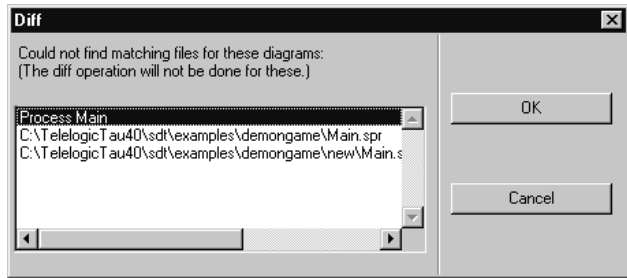 Diff
Could not find matching files for these diagrams:
(The diff operation will not be done for these.)
Process Main
C:\TelelogicTau40\sdt\examples\demongame\Main.spr
C:\TelelogicTau40\sdt\examples\demongame\new\Main.s
OK
Cancel